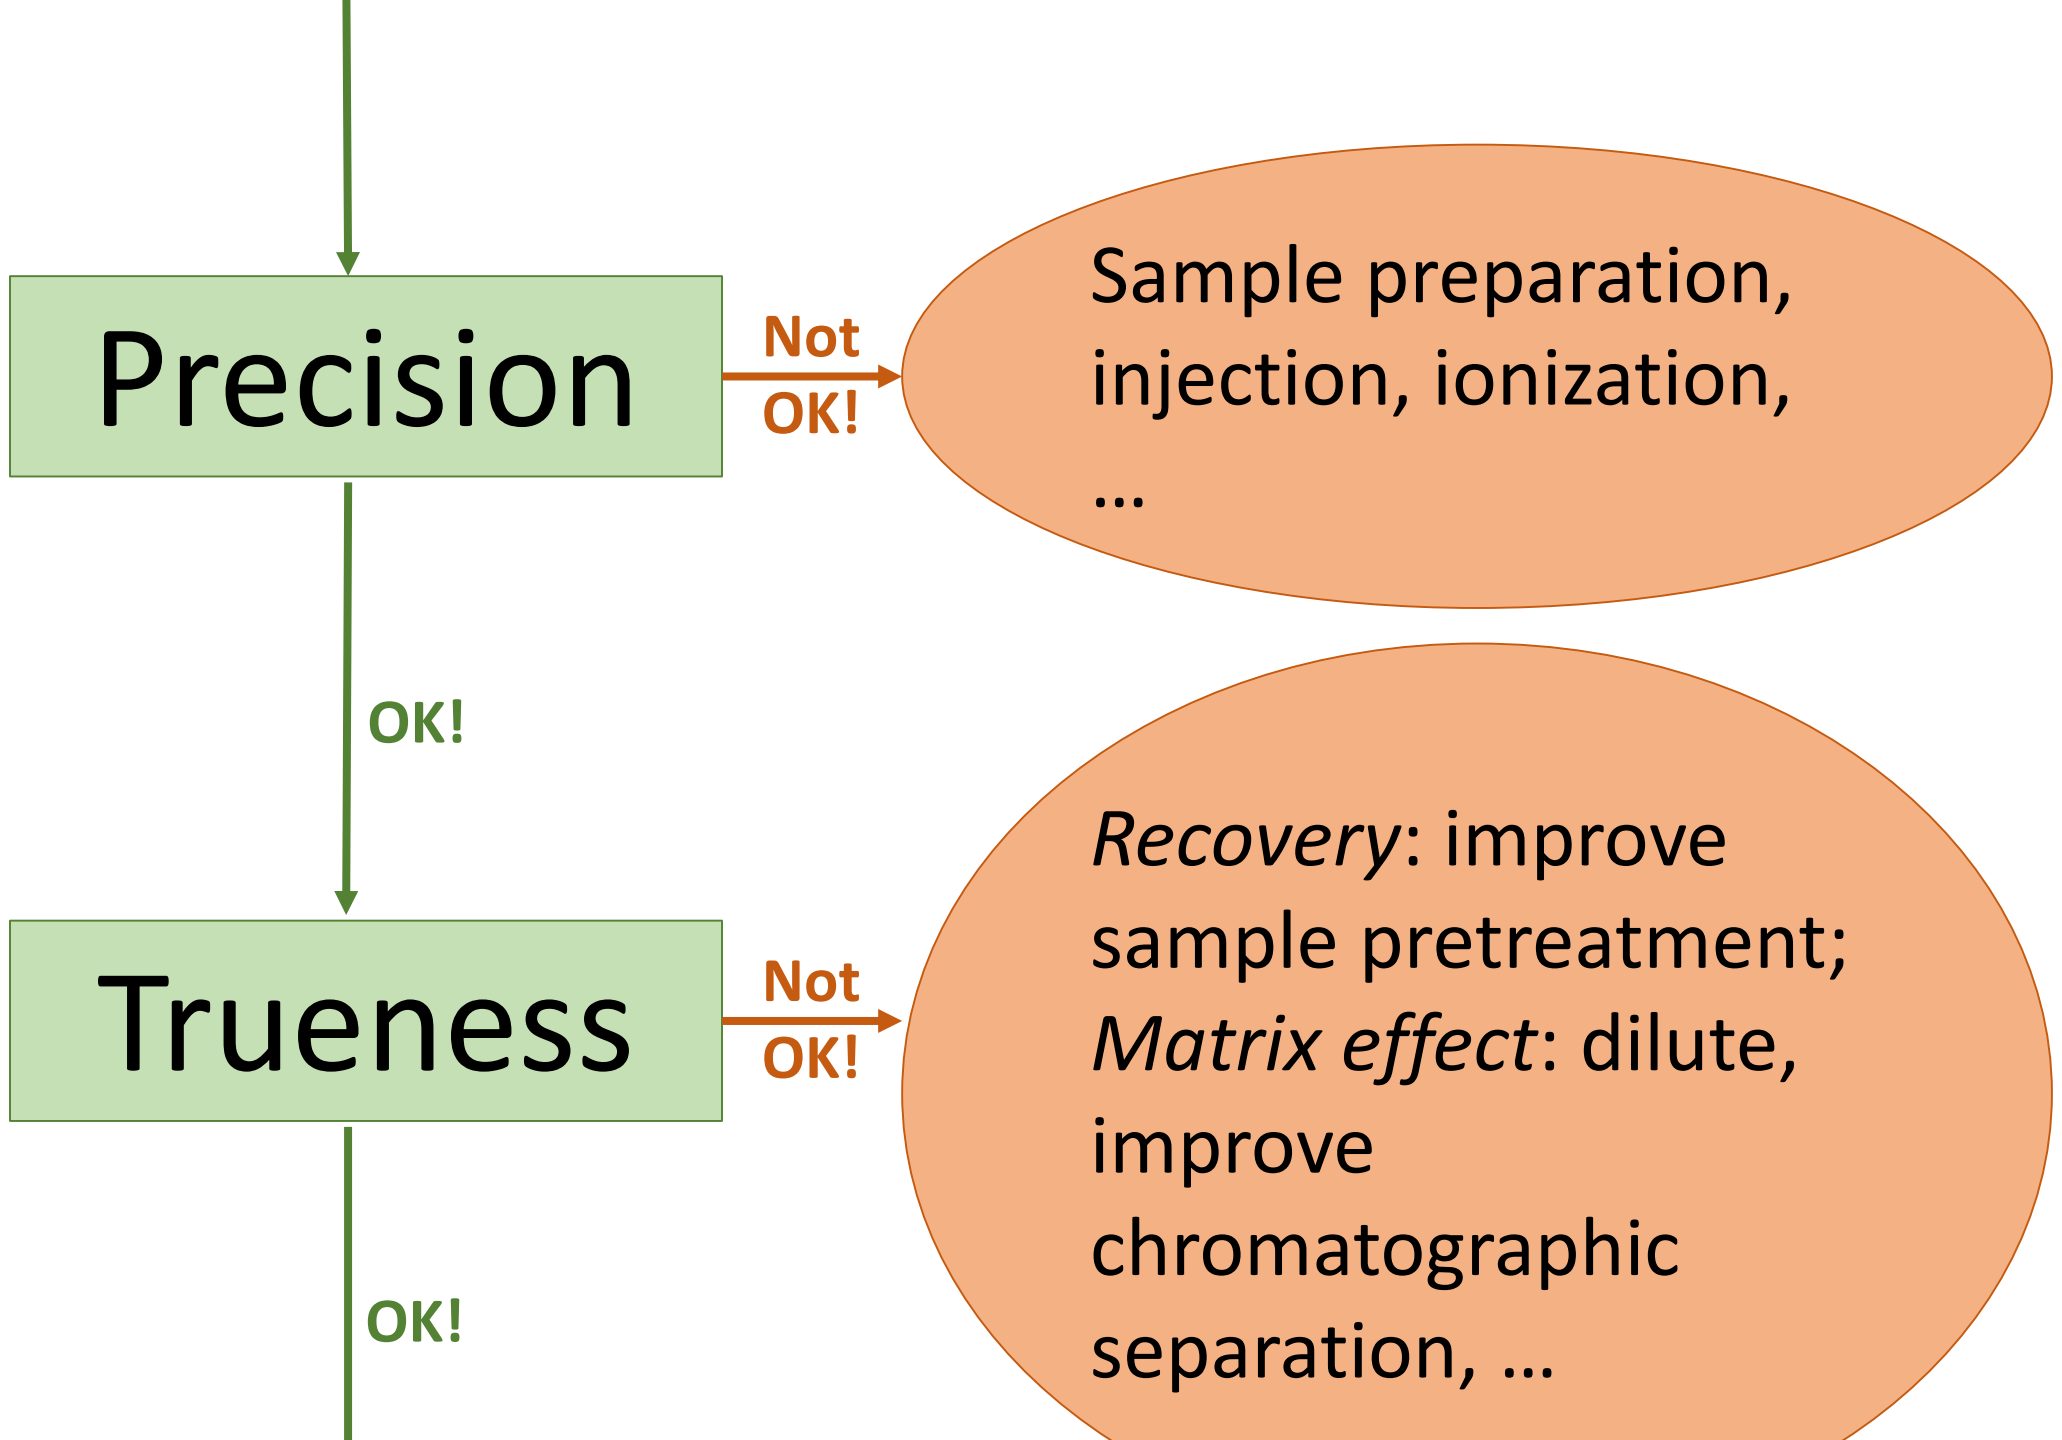 Precision
Not
OK!
Sample preparation,
injection, ionization,
...
OK!
Trueness
Not
OK!
Recovery: improve
sample pretreatment;
Matrix effect: dilute,
improve
chromatographic
separation, ...
OK!